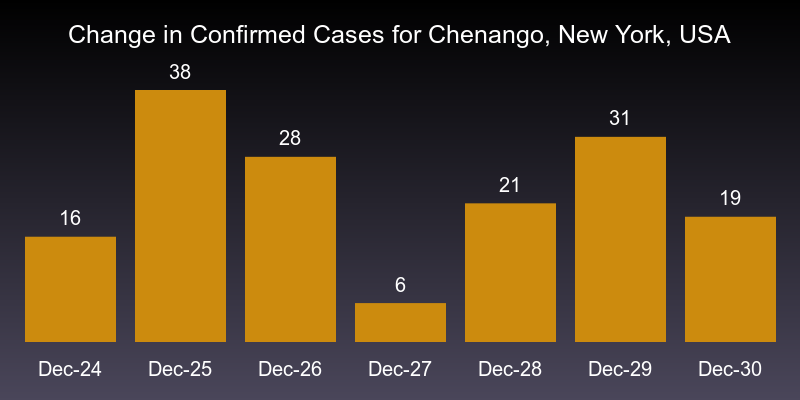 Change in Confirmed Cases for Chenango, New York, USA
16
38
28
6
21
31
19
Dec-24
Dec-25
Dec-26
Dec-27
Dec-28
Dec-29
Dec-30